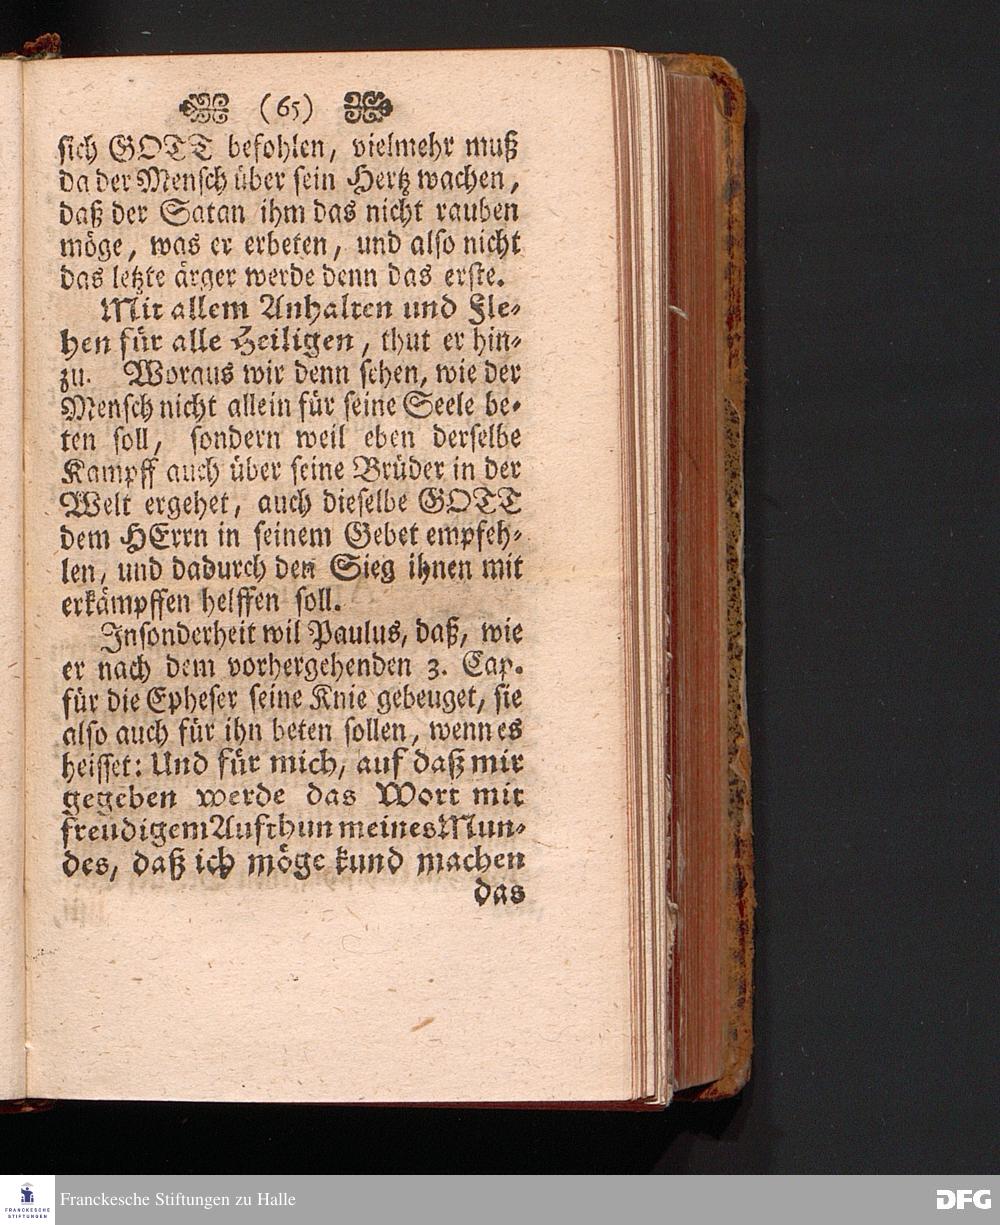 (65)
sich GOTT befohlen, vielmehr muß
da der Mensch über sein Hertz wachen,
daß der Satan ihm das nicht rauben
möge, was er erbeten, und also nicht
das letzte ärger werde denn das erste.
Mit allem Anhalten und Fle-
hen für alle Heiligen, thut er hin-
zu. Woraus wir denn sehen, wie der
Mensch nicht allein für seine Seele be-
ten soll, sondern weil eben derselbe
Kampff auch über seine Brüder in der
Welt ergehet, auch dieselbe GOTT
dem HErrn in seinem Gebet empfeh-
len, und dadurch den Sieg ihnen mit
erkämpffen helffen soll.
Insonderheit wil Paulus, daß, wie
er nach dem vorhergehenden 3. Cap.
für die Epheser seine Knie gebeuget, sie
also auch für ihn beten sollen, wenn es
heisset: Und für mich, auf daß mir
gegeben werde das Wort mit
freudigem Aufthun meines Mun-
des, daß ich möge kund machen
das
FRANCKESCHE
STIFTUNGEN
Franckesche Stiftungen zu Halle
DFG